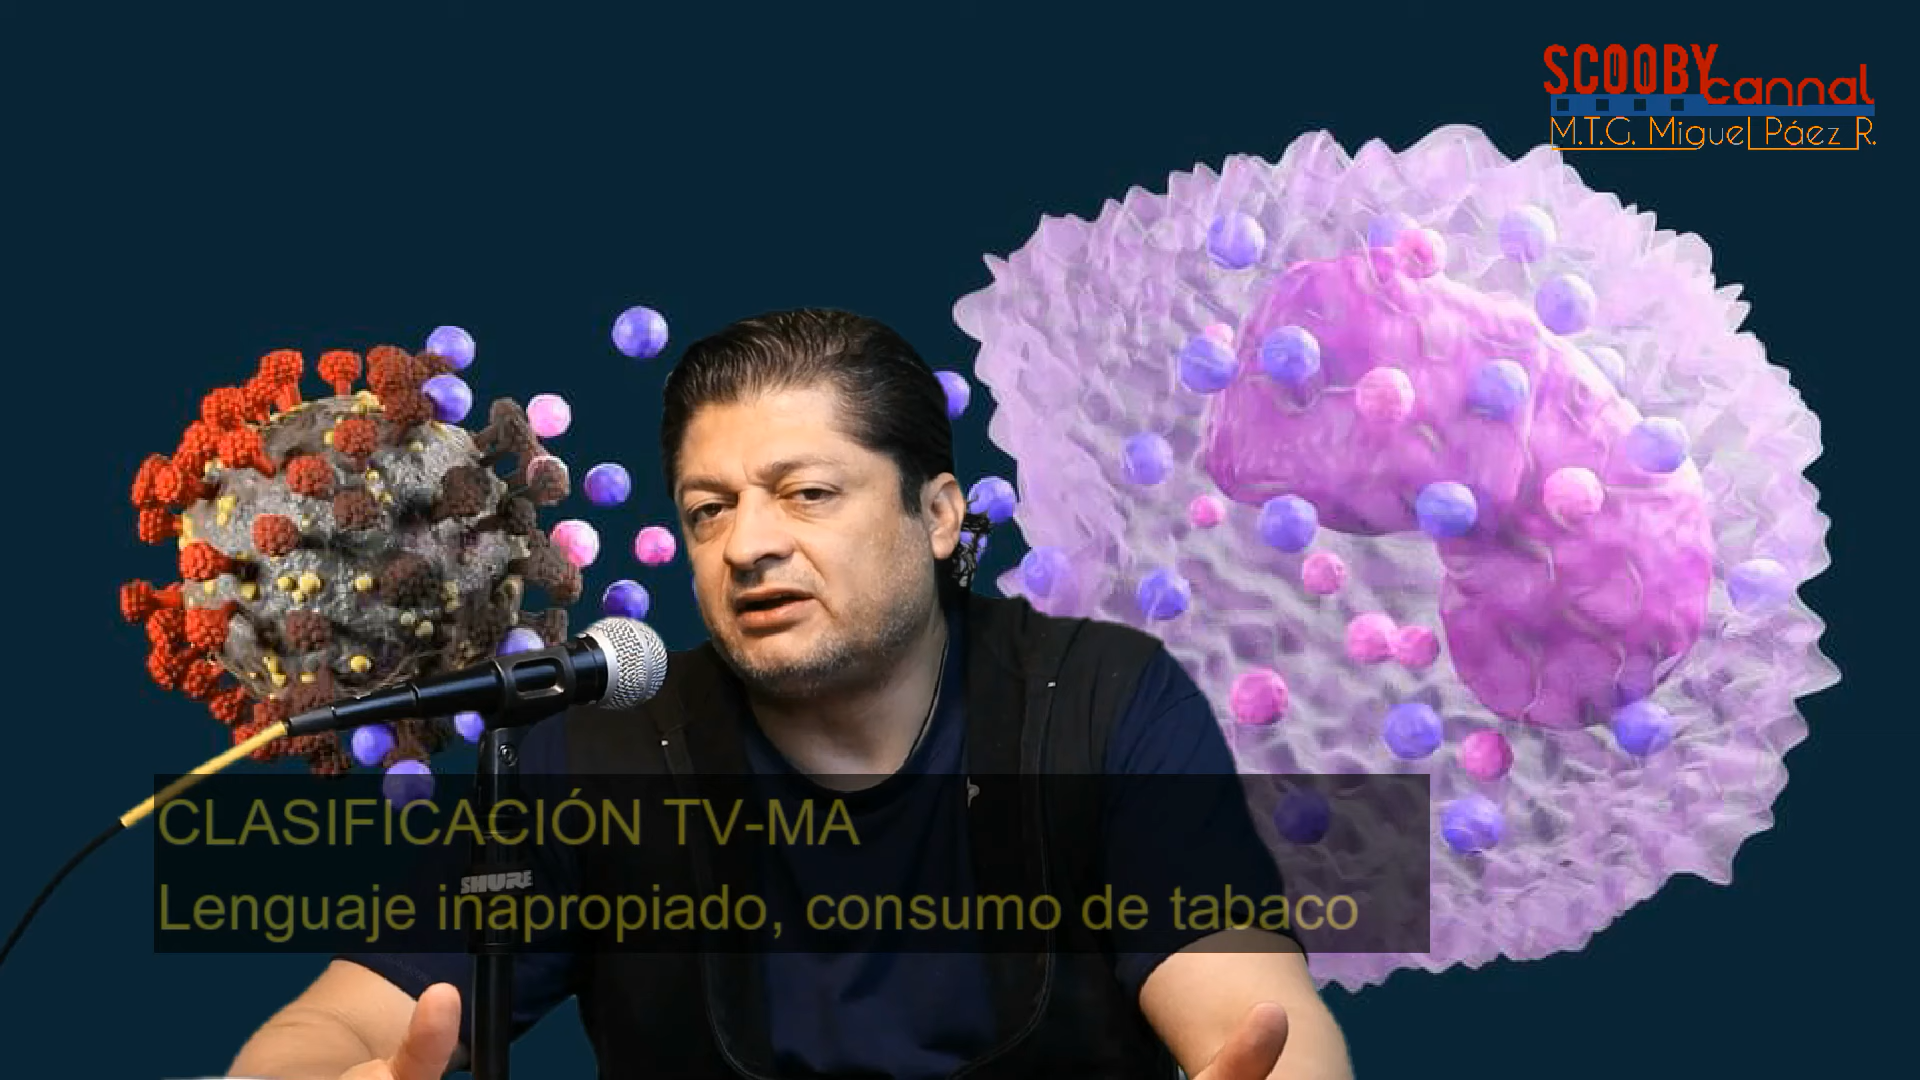 SCOOBY
cannal
M.T.G. Miguel Páez R.
CLASIFICACIÓN TV-MA
SHURE
Lenguaje inapropiado, consumo de tabaco